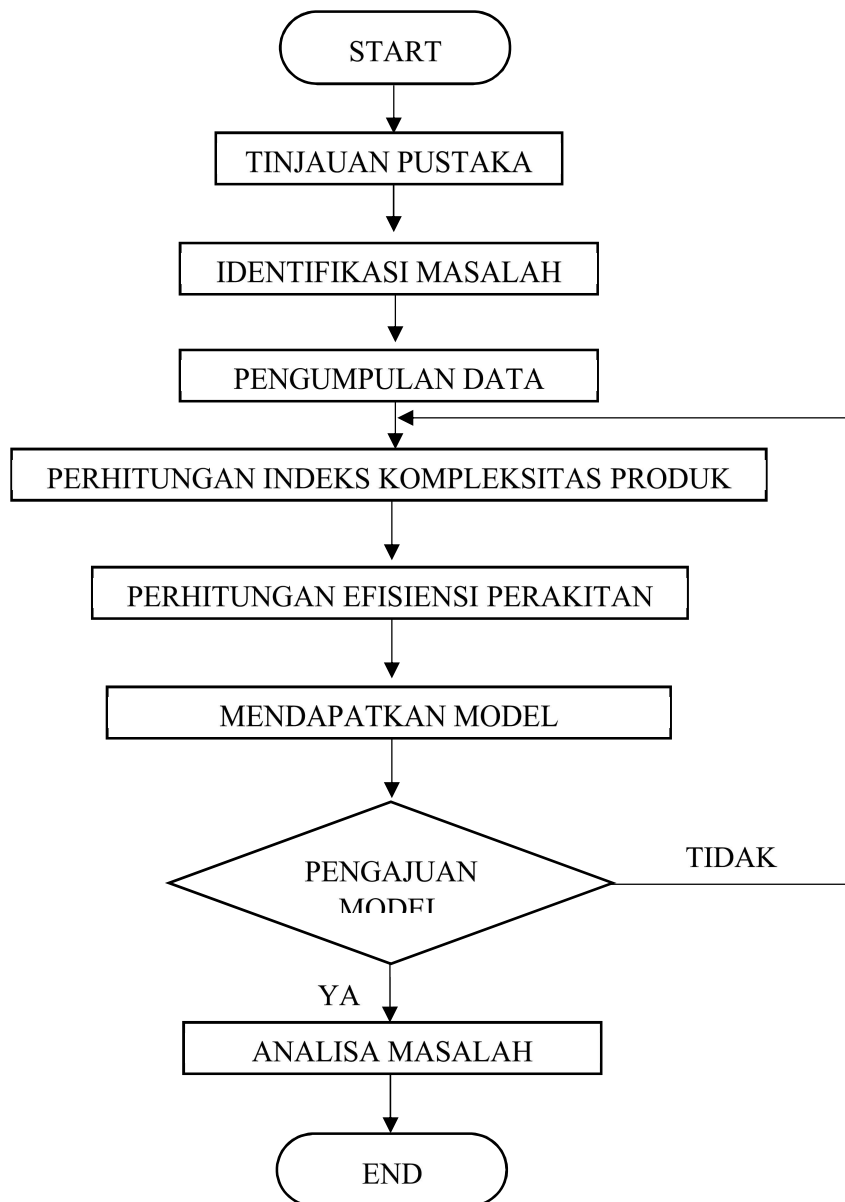 START
TINJAUAN PUSTAKA
IDENTIFIKASI MASALAH
PENGUMPULAN DATA
PERHITUNGAN INDEKS KOMPLEKSITAS PRODUK
PERHITUNGAN EFISIENSI PERAKITAN
MENDAPATKAN MODEL
PENGAJUAN
MODEL
TIDAK
YA
ANALISA MASALAH
END